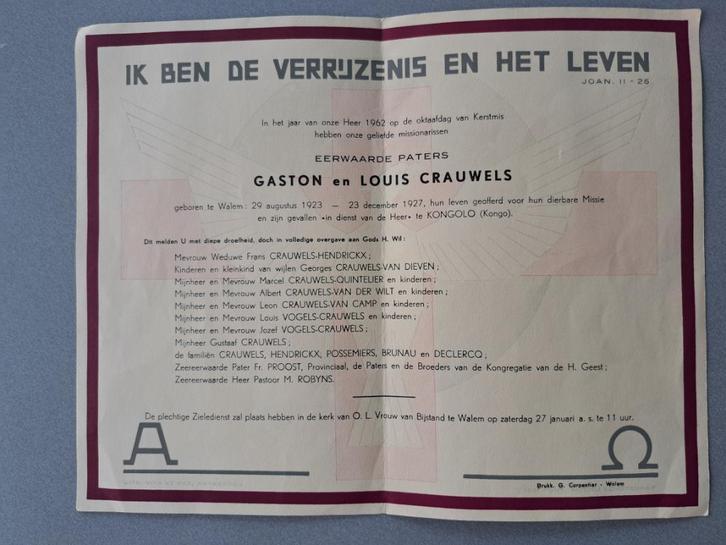 IK BEN DE VERRIJZENIS EN HET LEVEN
JOAN. 11 - 25
In het jaar van onze Heer 1962 op de oktaafdag van Kerstmis
hebben onze geliefde missionarissen
EERWAARDE PATERS
GASTON en LOUIS CRAUWELS
geboren te Walem : 29 augustus 1923 — 23 december 1927, hun leven geofferd voor hun dierbare Missie
en zijn gevallen «in dienst van de Heer» te KONGOLO (Kongo).
Dit melden U met diepe droefheid, doch in volledige overgave aan Gods H. Wil :
Mevrouw Weduwe Frans CRAUWELS-HENDRICKX ;
Kinderen en kleinkind van wijlen Georges CRAUWELS-VAN DIEVEN ;
Mijnheer en Mevrouw Marcel CRAUWELS-QUINTELIER en kinderen ;
Mijnheer en Mevrouw Albert CRAUWELS-VAN DER WILT en kinderen ;
Mijnheer en Mevrouw Leon CRAUWELS-VAN CAMP en kinderen ;
Mijnheer en Mevrouw Louis VOGELS-CRAUWELS en kinderen ;
Mijnheer en Mevrouw Jozef VOGELS-CRAUWELS ;
Mijnheer Gustaaf CRAUWELS ;
de familiën CRAUWELS, HENDRICKX, POSSEMIERS, BRUNAU en DECLERCQ ;
Zeereerwaarde Pater Fr. PROOST, Provinciaal, de Paters en de Broeders van de Kongregatie van de H. Geest ;
Zeereerwaarde Heer Pastoor M. ROBYNS.
De plechtige Zieledienst zal plaats hebben in de kerk van O. L. Vrouw van Bijstand te Walem op zaterdag 27 januari a. s. te 11 uur.
Α Ω
Drukk. G. Carpentier - Walem